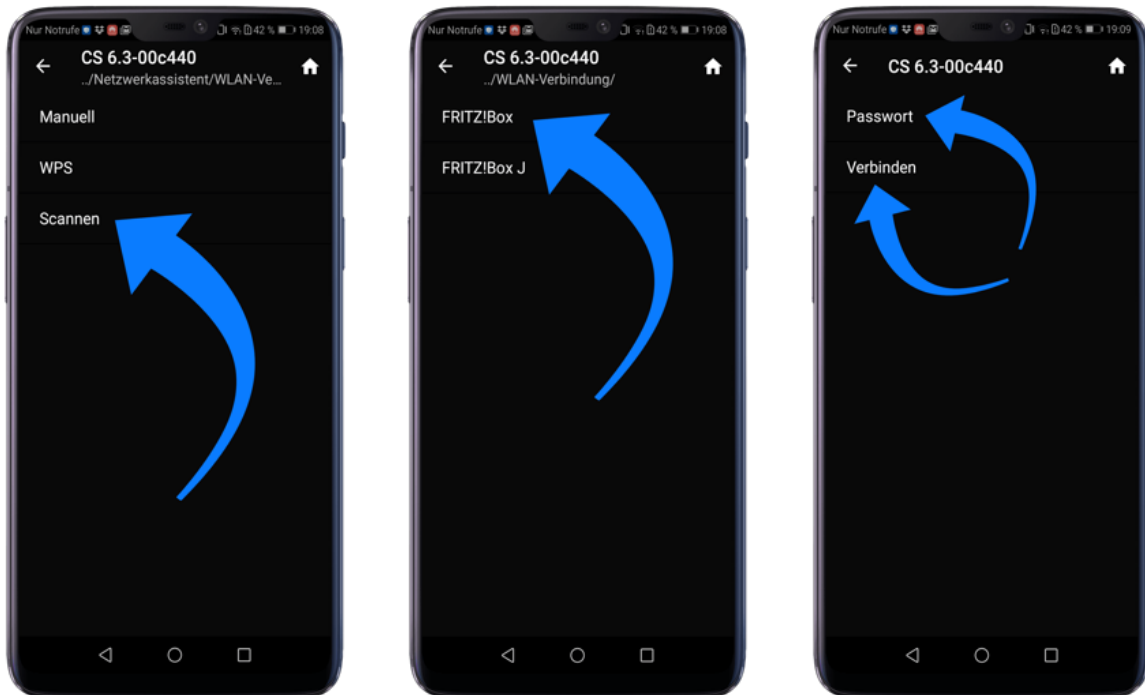 Nur Notrufe 42 % 19:08
CS 6.3-00c440
../Netzwerkassistent/WLAN-Ve...
Manuell
WPS
Scannen
Nur Notrufe 42 % 19:08
CS 6.3-00c440
../WLAN-Verbindung/
FRITZ!Box
FRITZ!Box J
Nur Notrufe 42 % 19:09
CS 6.3-00c440
Passwort
Verbinden